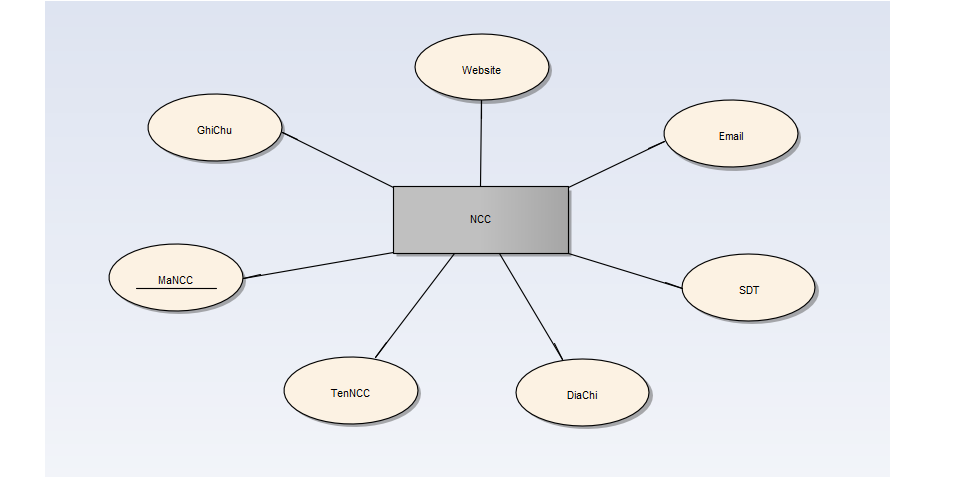 Website
GhiChu
Email
NCC
MaNCC
SDT
TenNCC
DiaChi